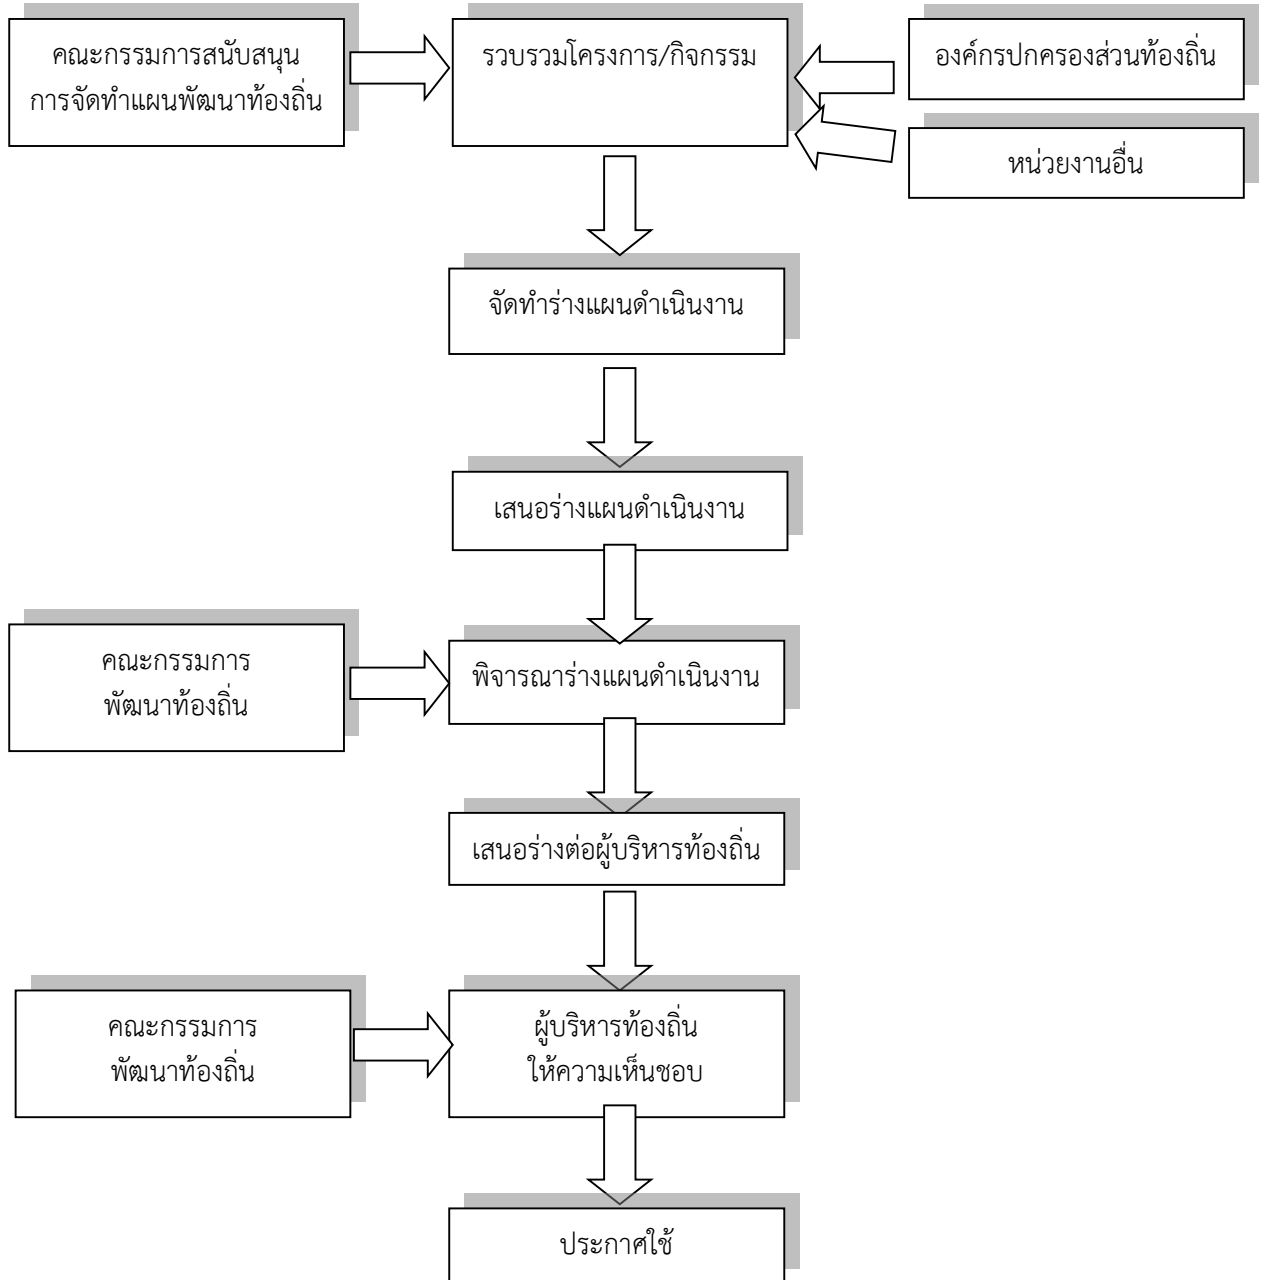 คณะกรรมการสนับสนุน
การจัดทำแผนพัฒนาท้องถิ่น
รวบรวมโครงการ/กิจกรรม
องค์กรปกครองส่วนท้องถิ่น
หน่วยงานอื่น
จัดทำร่างแผนดำเนินงาน
เสนอร่างแผนดำเนินงาน
คณะกรรมการ
พัฒนาท้องถิ่น
พิจารณาร่างแผนดำเนินงาน
เสนอร่างต่อผู้บริหารท้องถิ่น
คณะกรรมการ
พัฒนาท้องถิ่น
ผู้บริหารท้องถิ่น
ให้ความเห็นชอบ
ประกาศใช้